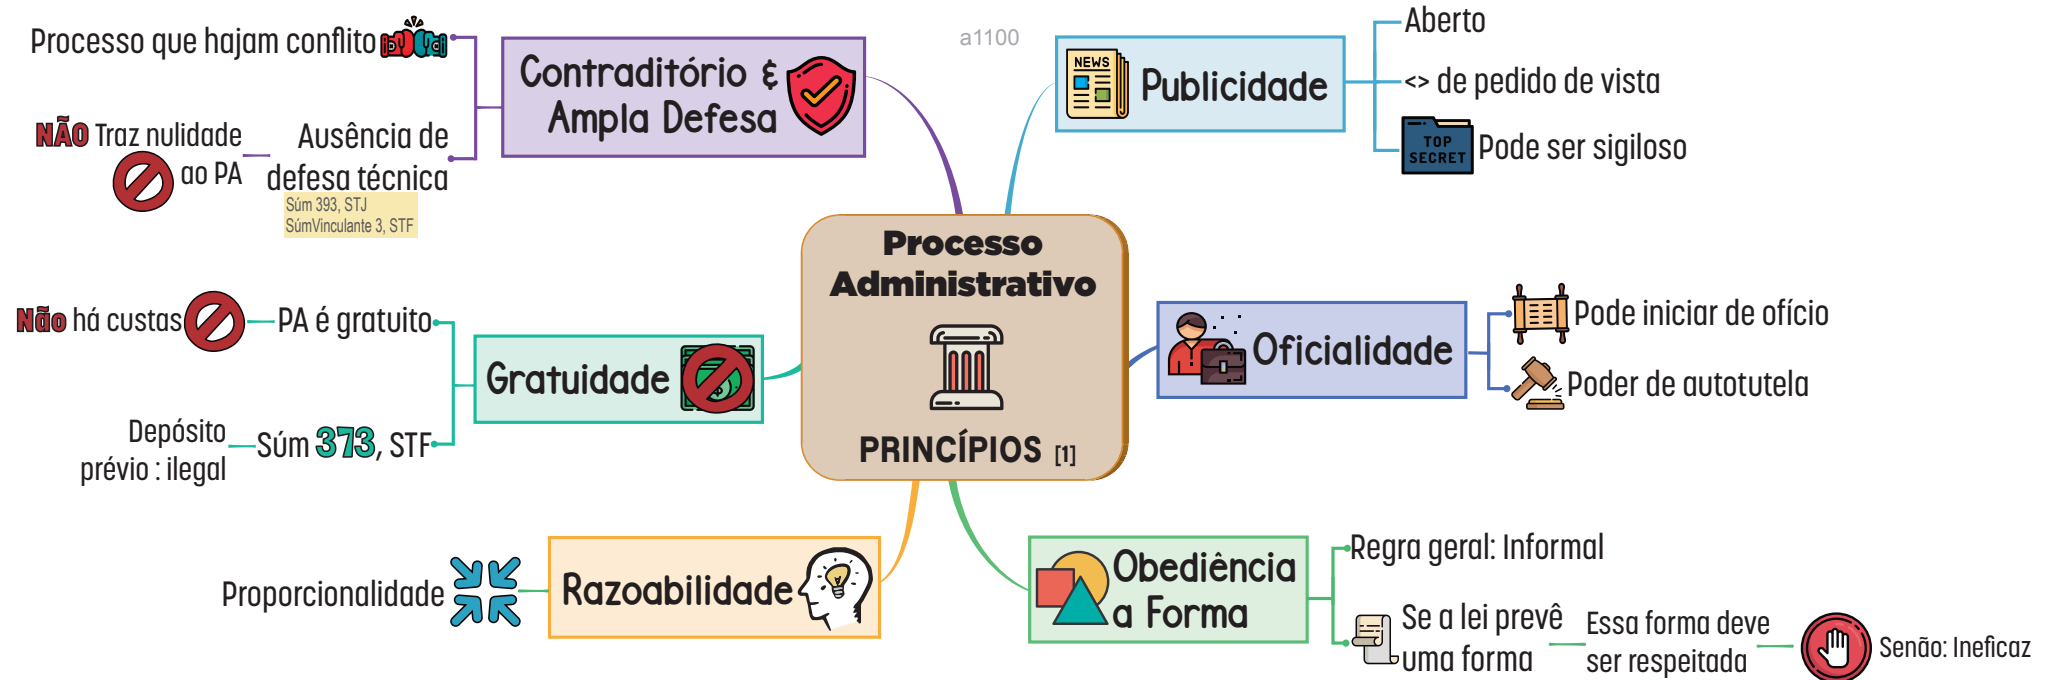 a1100
Processo
Administrativo
PRINCÍPIOS [1]
Contraditório &
Ampla Defesa
Processo que hajam conflito
Ausência de
defesa técnica
Súm 393, STJ
SúmVinculante 3, STF
NÃO Traz nulidade
ao PA
Gratuidade
PA é gratuito
Não há custas
Súm 373, STF
Depósito
prévio : ilegal
Razoabilidade
Proporcionalidade
NEWS
Publicidade
Aberto
<> de pedido de vista
TOP
SECRET
Pode ser sigiloso
Oficialidade
Pode iniciar de ofício
Poder de autotutela
Obediência
a Forma
Regra geral: Informal
Se a lei prevê
uma forma
Essa forma deve
ser respeitada
Senão: Ineficaz